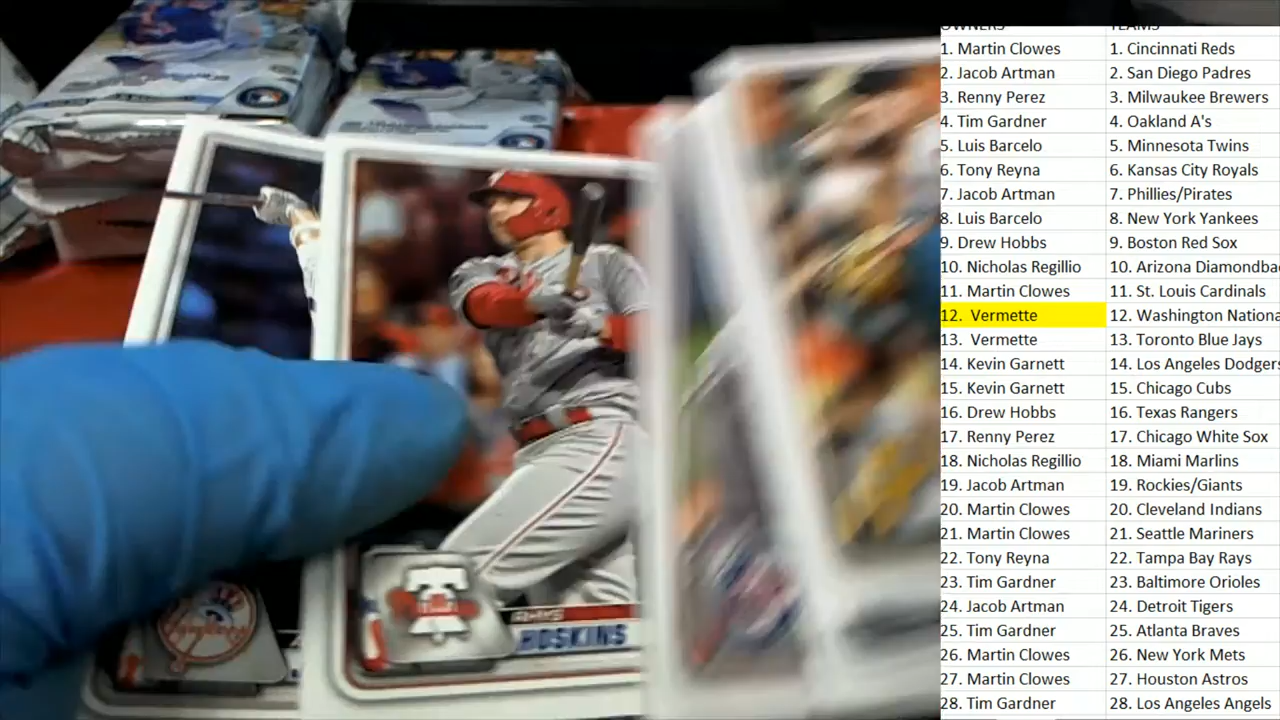 OWNERS TEAMS
1. Martin Clowes 1. Cincinnati Reds
2. Jacob Artman 2. San Diego Padres
3. Renny Perez 3. Milwaukee Brewers
4. Tim Gardner 4. Oakland A's
5. Luis Barcelo 5. Minnesota Twins
6. Tony Reyna 6. Kansas City Royals
7. Jacob Artman 7. Phillies/Pirates
8. Luis Barcelo 8. New York Yankees
9. Drew Hobbs 9. Boston Red Sox
10. Nicholas Regillio 10. Arizona Diamondba
11. Martin Clowes 11. St. Louis Cardinals
12. Vermette 12. Washington Nationa
13. Vermette 13. Toronto Blue Jays
14. Kevin Garnett 14. Los Angeles Dodgers
15. Kevin Garnett 15. Chicago Cubs
16. Drew Hobbs 16. Texas Rangers
17. Renny Perez 17. Chicago White Sox
18. Nicholas Regillio 18. Miami Marlins
19. Jacob Artman 19. Rockies/Giants
20. Martin Clowes 20. Cleveland Indians
21. Martin Clowes 21. Seattle Mariners
22. Tony Reyna 22. Tampa Bay Rays
23. Tim Gardner 23. Baltimore Orioles
24. Jacob Artman 24. Detroit Tigers
25. Tim Gardner 25. Atlanta Braves
26. Martin Clowes 26. New York Mets
27. Martin Clowes 27. Houston Astros
28. Tim Gardner 28. Los Angeles Angels
RHYS
HOSKINS